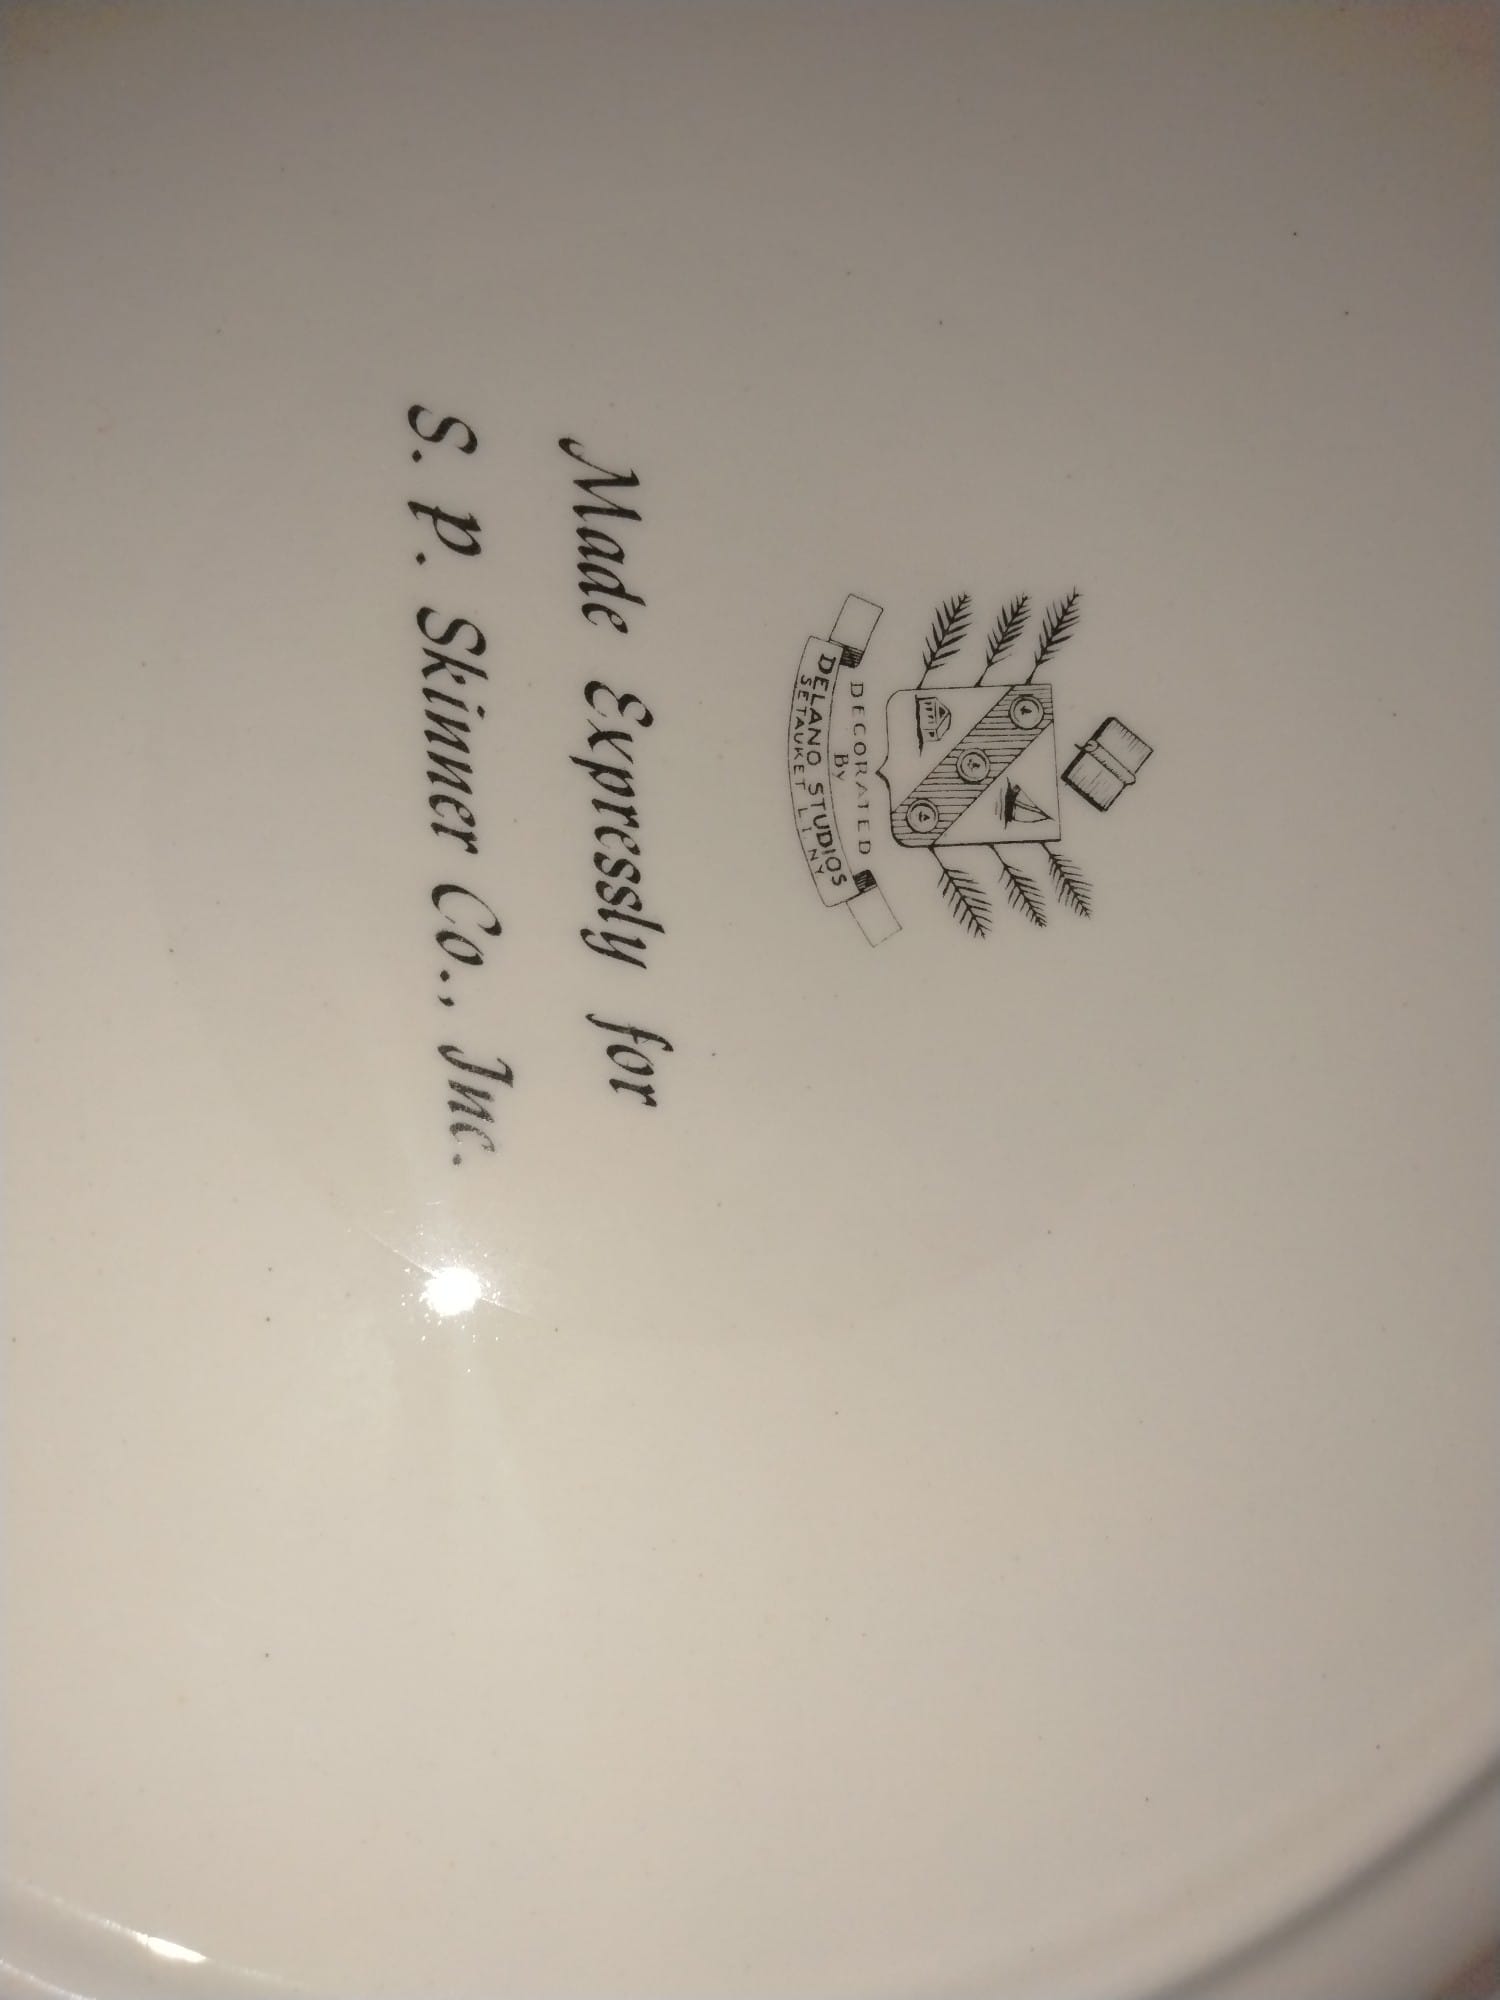 DECORATED
By
DELANO STUDIOS
SETAUKET L.I. N.Y.
Made Expressly for
S. P. Skinner Co., Inc.